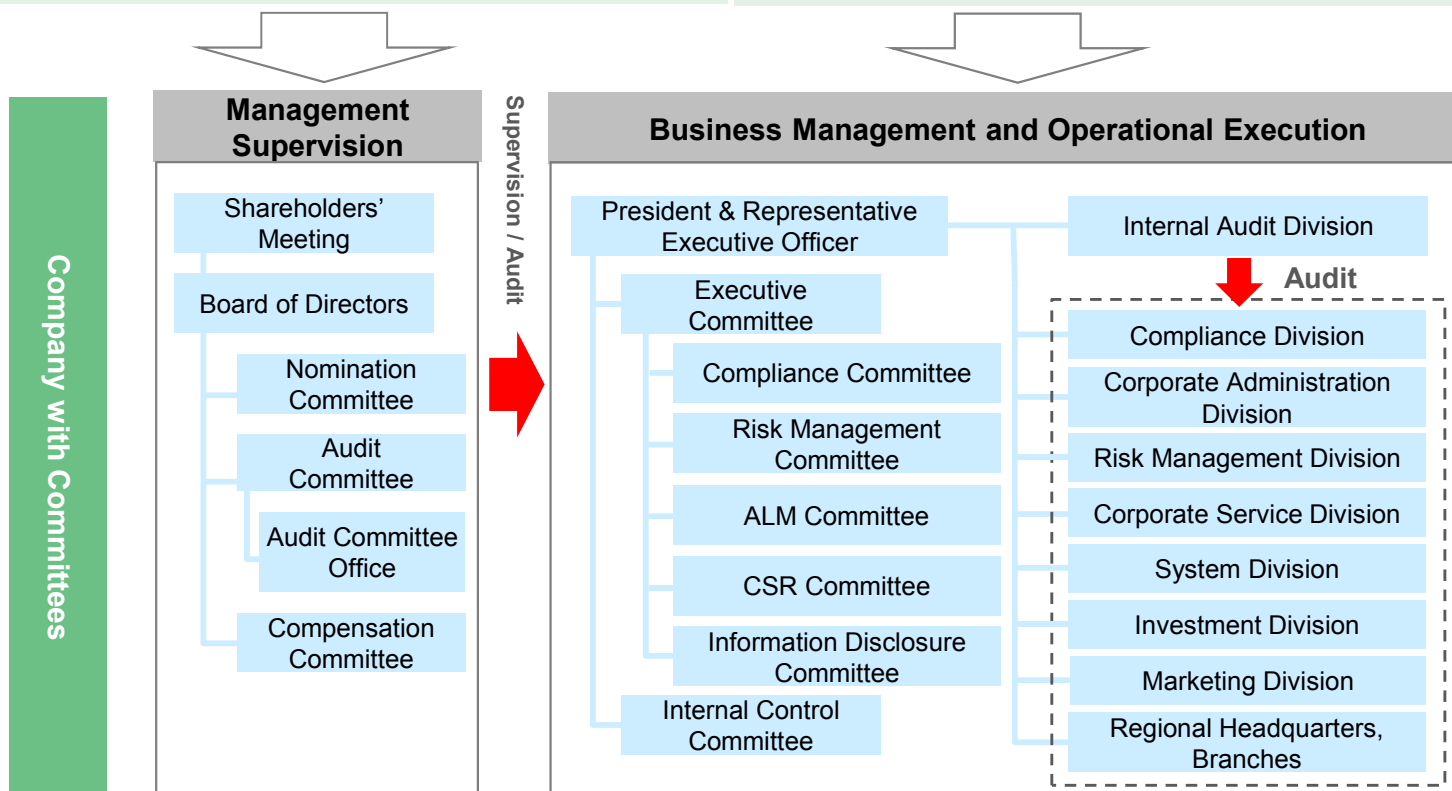 Company with Committees
Management
Supervision
Shareholders’
Meeting
Board of Directors
Nomination
Committee
Audit
Committee
Audit Committee
Office
Compensation
Committee
Supervision / Audit
Business Management and Operational Execution
President & Representative
Executive Officer
Executive
Committee
Compliance Committee
Risk Management
Committee
ALM Committee
CSR Committee
Information Disclosure
Committee
Internal Control
Committee
Internal Audit Division
Audit
Compliance Division
Corporate Administration
Division
Risk Management Division
Corporate Service Division
System Division
Investment Division
Marketing Division
Regional Headquarters,
Branches